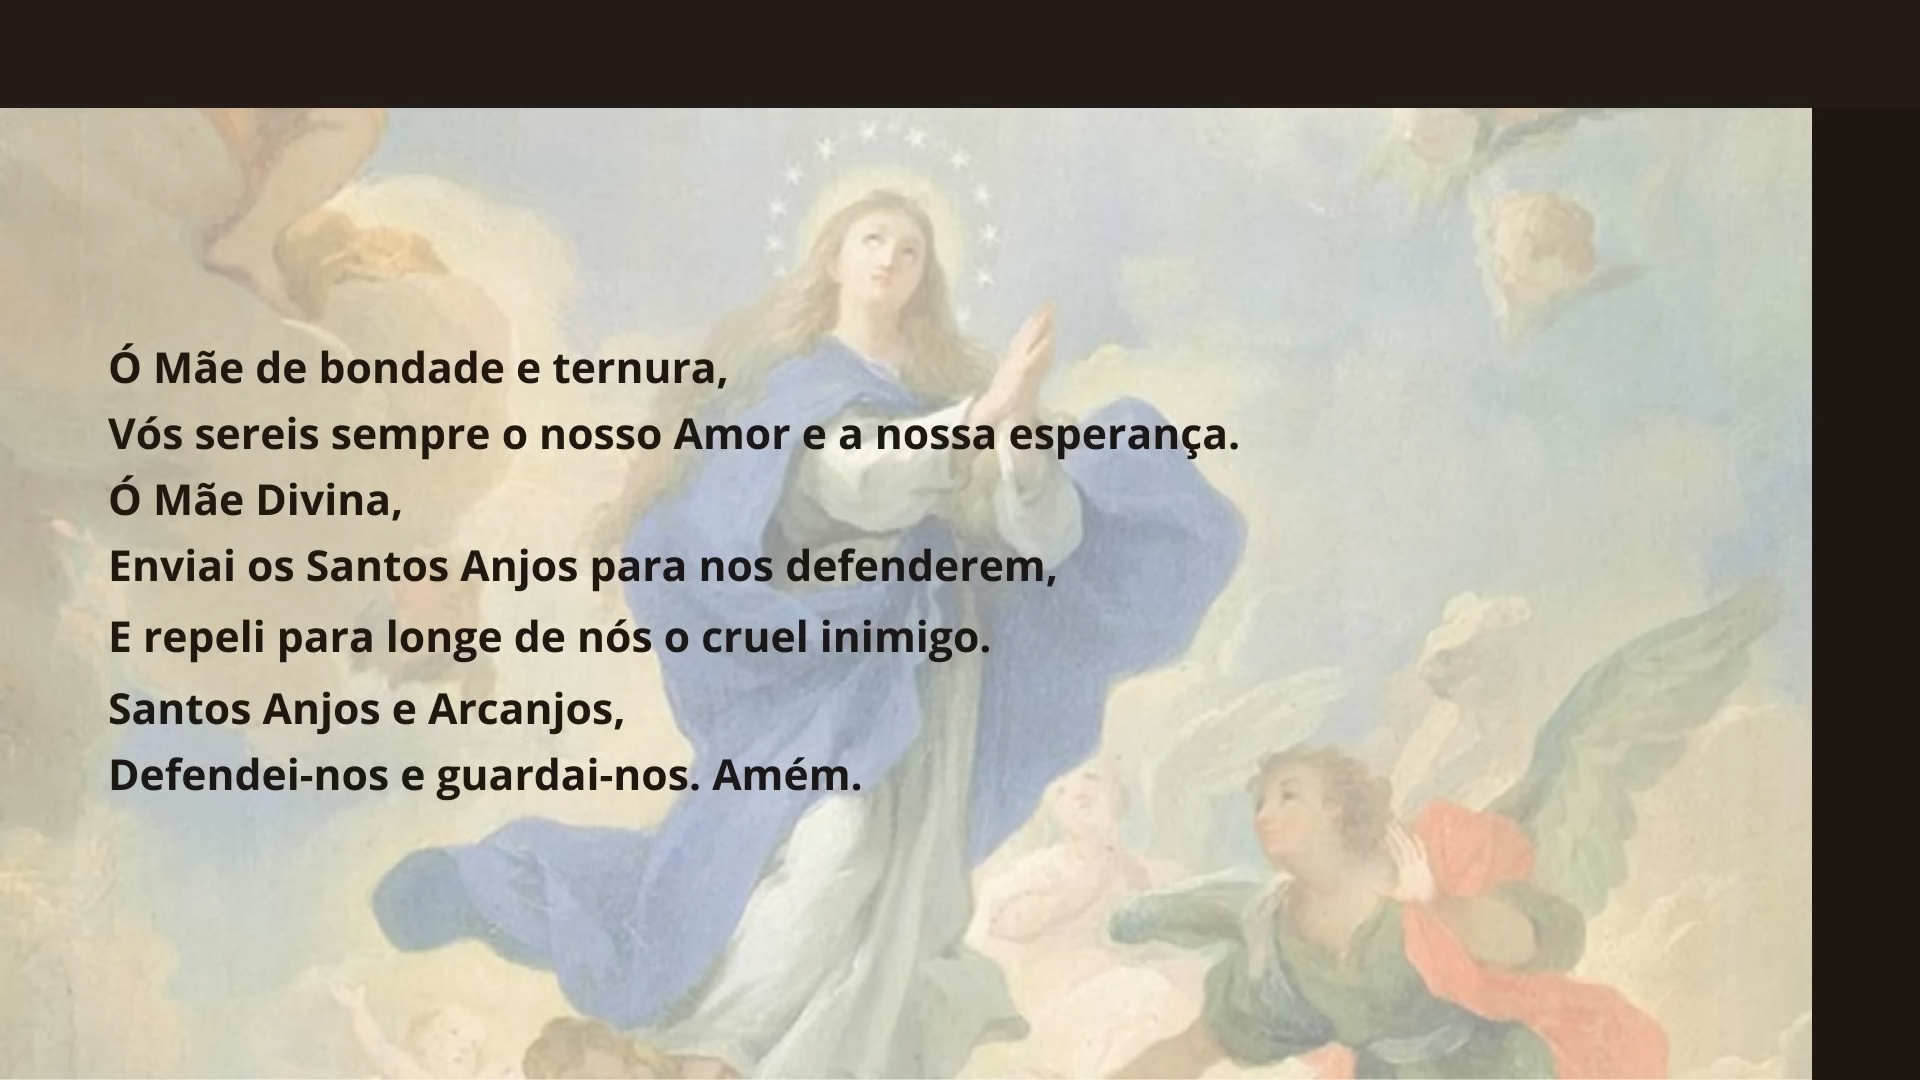 Ó Mãe de bondade e ternura,
Vós sereis sempre o nosso Amor e a nossa esperança.
Ó Mãe Divina,
Enviai os Santos Anjos para nos defenderem,
E repeli para longe de nós o cruel inimigo.
Santos Anjos e Arcanjos,
Defendei-nos e guardai-nos. Amém.